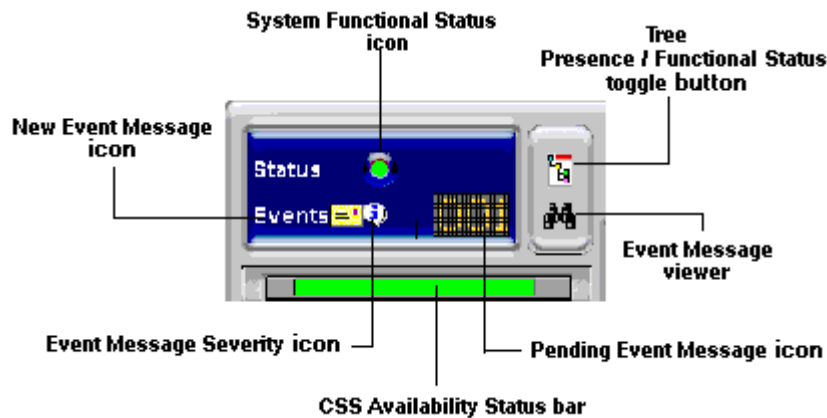 System Functional Status
icon
Tree
Presence / Functional Status
toggle button
New Event Message
icon
Status
Events
Event Message
viewer
Event Message Severity icon
Pending Event Message icon
CSS Availability Status bar